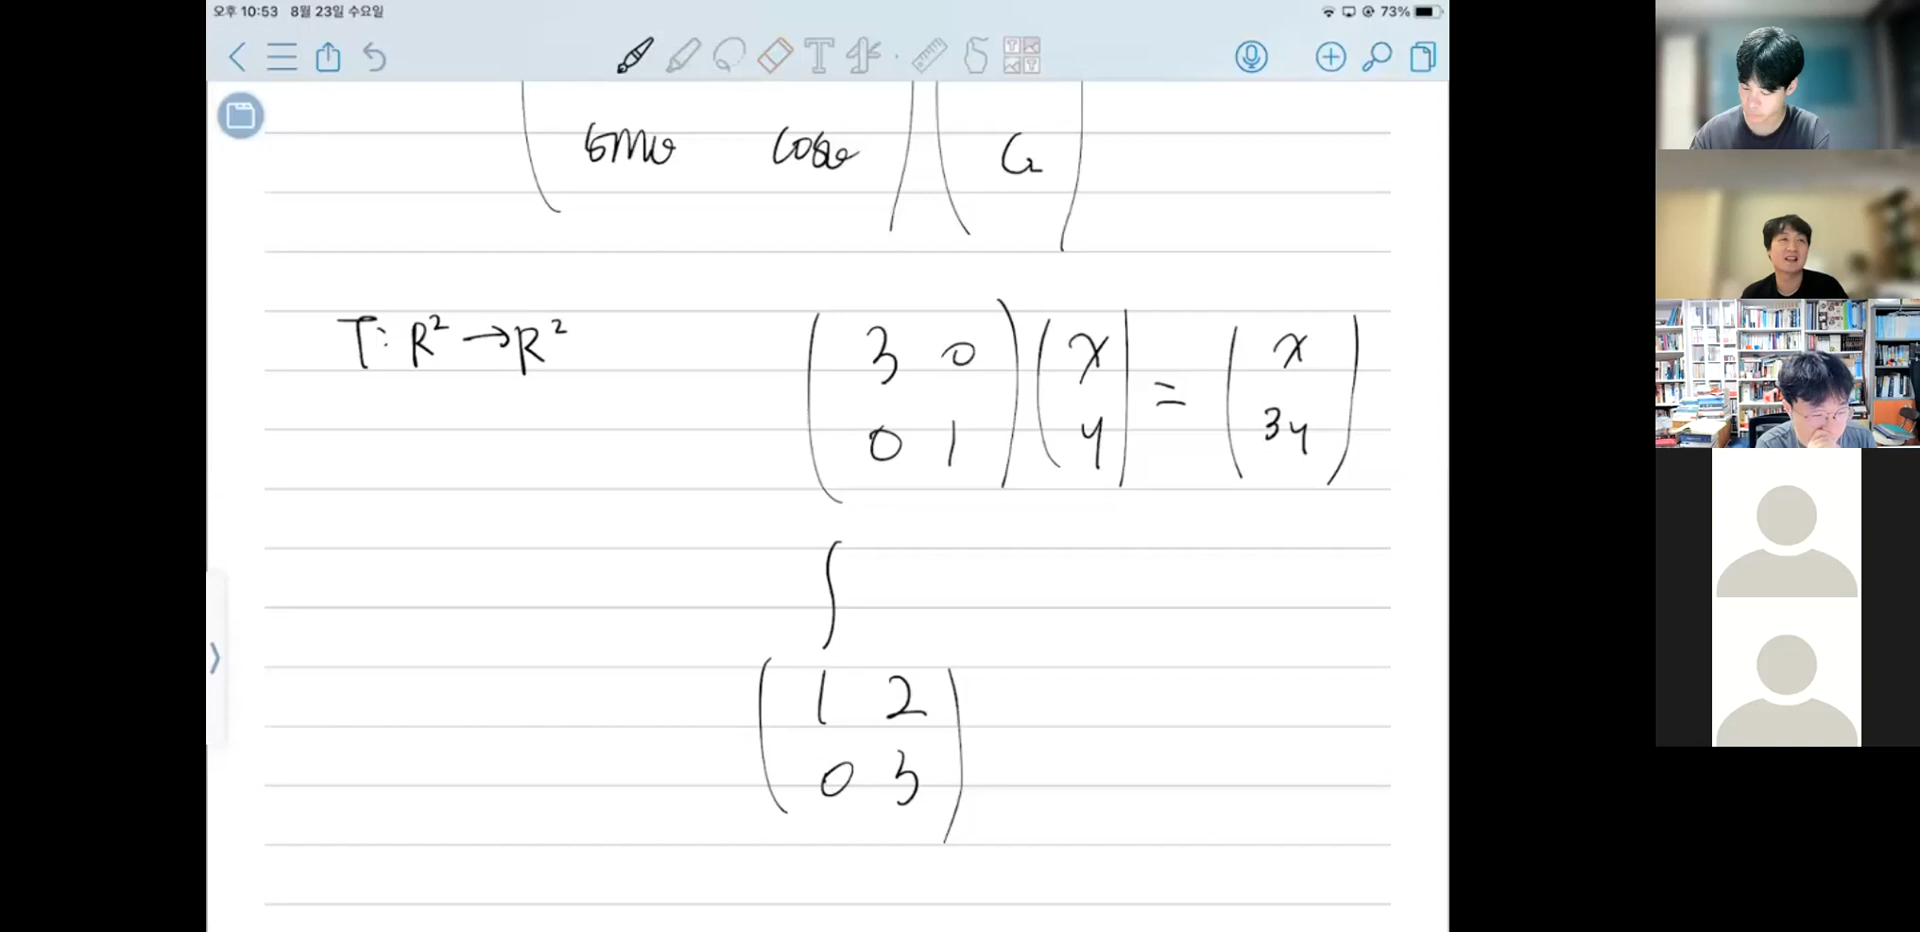 오후 10:53 8월 23일 수요일 73%
sinθ cosθ
T: R² → R²
3 0 x = x
0 1 y 3y
1 2
0 3